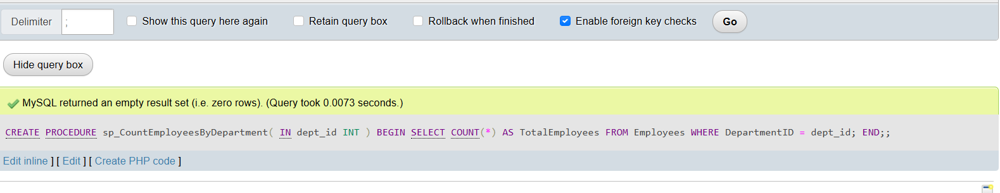 Delimiter ; Show this query here again Retain query box Rollback when finished Enable foreign key checks Go
Hide query box
MySQL returned an empty result set (i.e. zero rows). (Query took 0.0073 seconds.)
CREATE PROCEDURE sp_CountEmployeesByDepartment( IN dept_id INT ) BEGIN SELECT COUNT(*) AS TotalEmployees FROM Employees WHERE DepartmentID = dept_id; END;;
Edit inline ] [ Edit ] [ Create PHP code ]